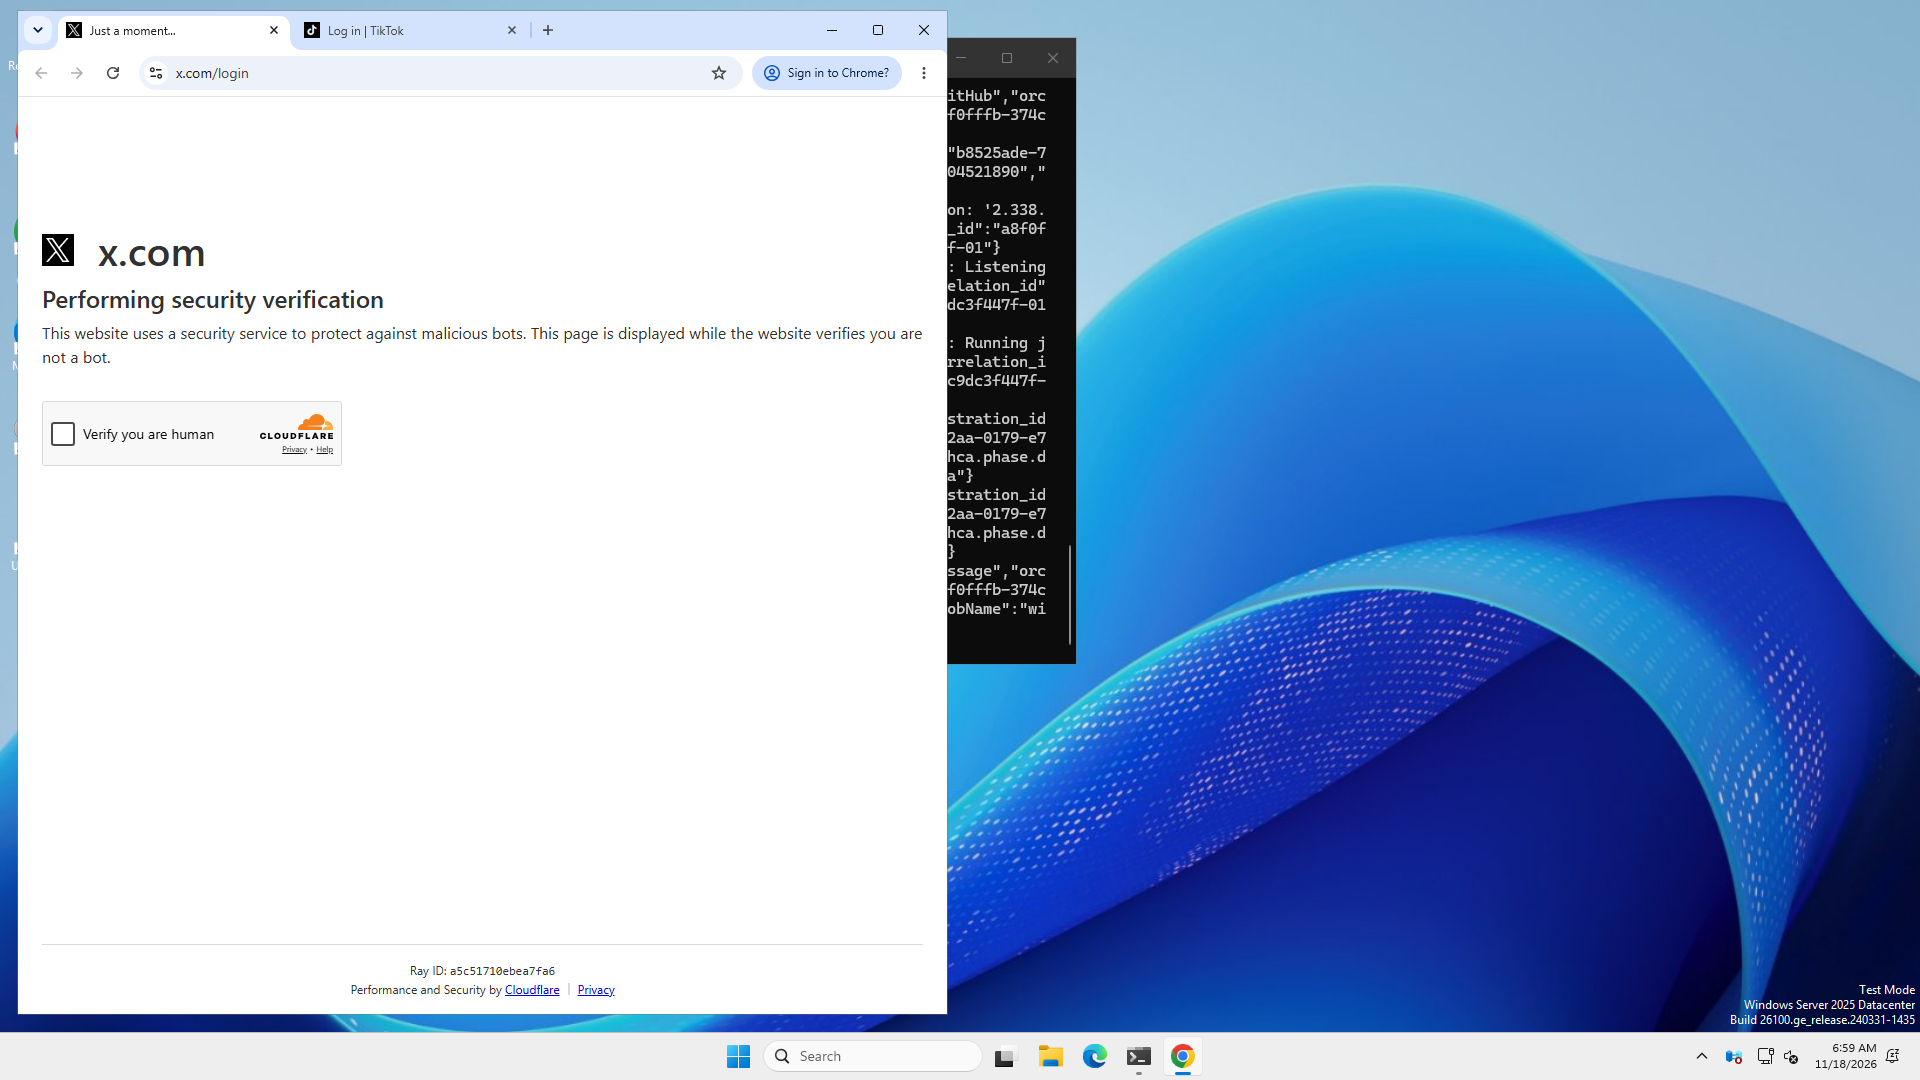 Just a moment...
Log in | TikTok
x.com/login
Sign in to Chrome?
x.com
Performing security verification
This website uses a security service to protect against malicious bots. This page is displayed while the website verifies you are
not a bot.
Verify you are human
CLOUDFLARE
Privacy • Help
Ray ID: a5c51710ebea7fa6
Performance and Security by Cloudflare | Privacy
itHub","orc
f0fffb-374c
"b8525ade-7
04521890","
on: '2.338.
_id":"a8f0f
f-01"}
: Listening
elation_id"
dc3f447f-01
: Running j
rrelation_i
c9dc3f447f-
stration_id
2aa-0179-e7
hca.phase.d
a"}
stration_id
2aa-0179-e7
hca.phase.d
}
ssage","orc
f0fffb-374c
obName":"wi
Test Mode
Windows Server 2025 Datacenter
Build 26100.ge_release.240331-1435
Search
6:59 AM
11/18/2026